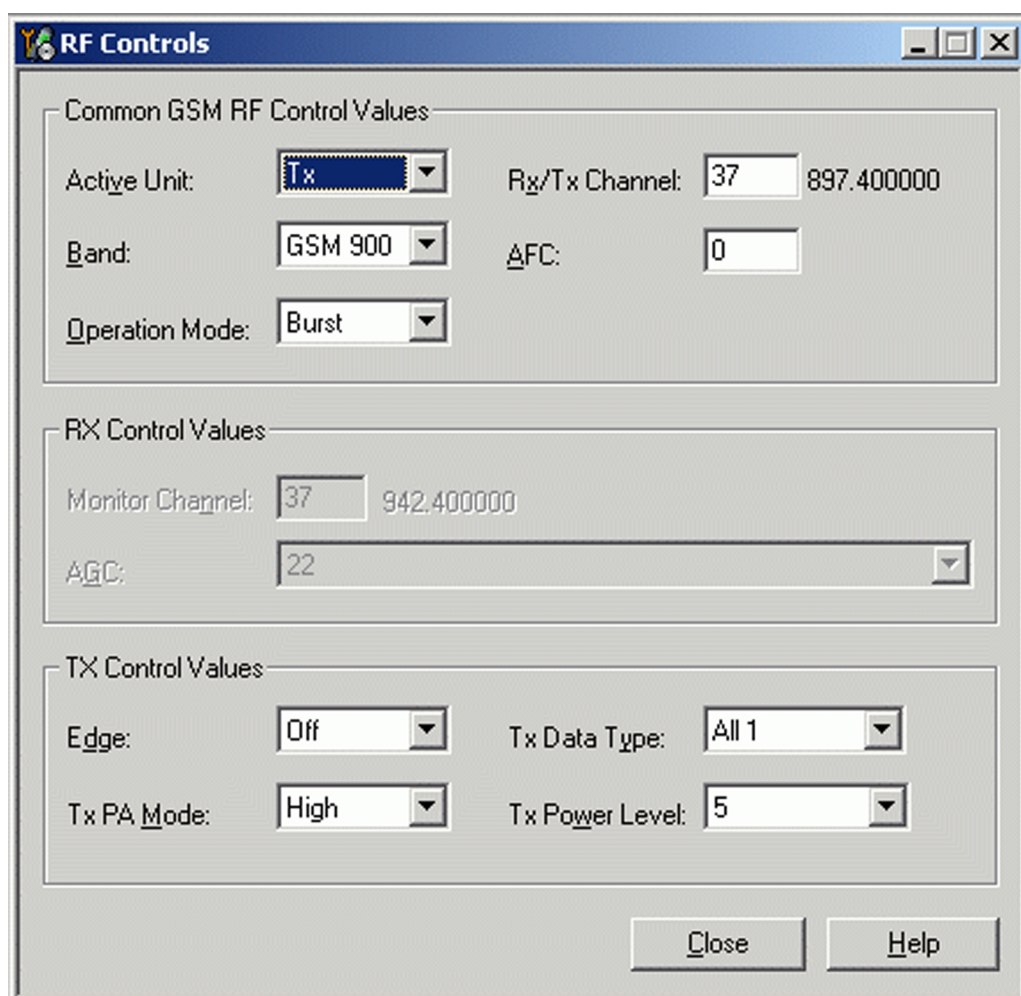 RF Controls
Common GSM RF Control Values
Active Unit: Tx Rx/Tx Channel: 37 897.400000
Band: GSM 900 AFC: 0
Operation Mode: Burst
RX Control Values
Monitor Channel: 37 942.400000
AGC: 22
TX Control Values
Edge: Off Tx Data Type: All 1
Tx PA Mode: High Tx Power Level: 5
Close Help